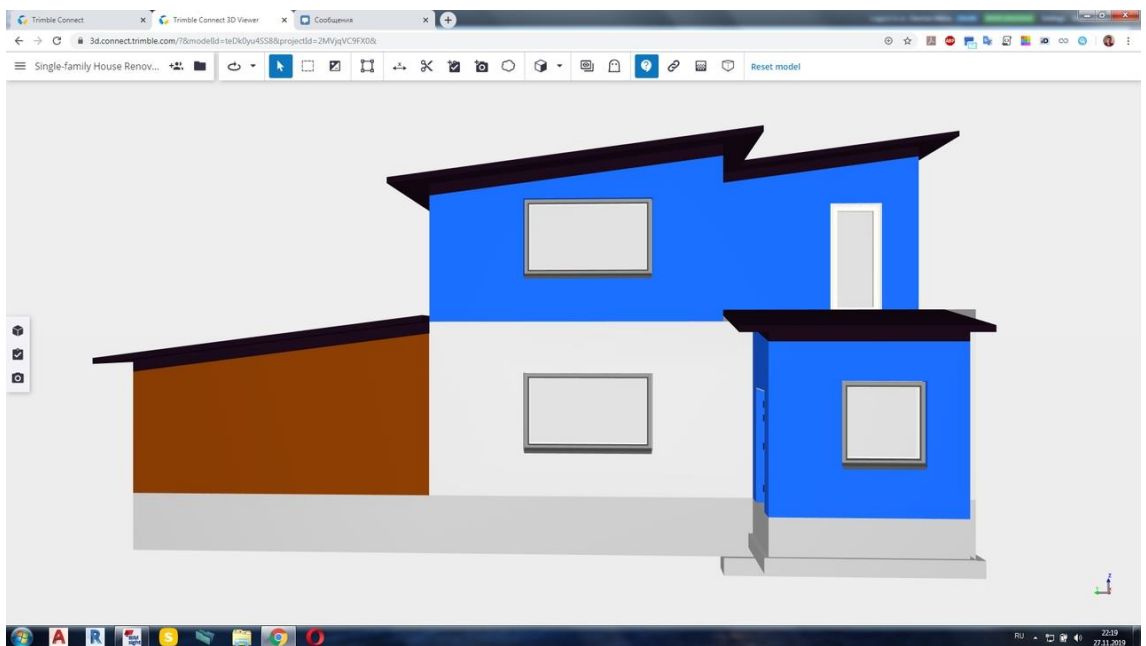 Trimble Connect
Trimble Connect 3D Viewer
Сообщения
3d.connect.trimble.com/?modelId=teDk0yu4SS8&projectId=2MVjqVC9FX0&
Single-family House Renov...
Reset model
RU
22:19
27.11.2019